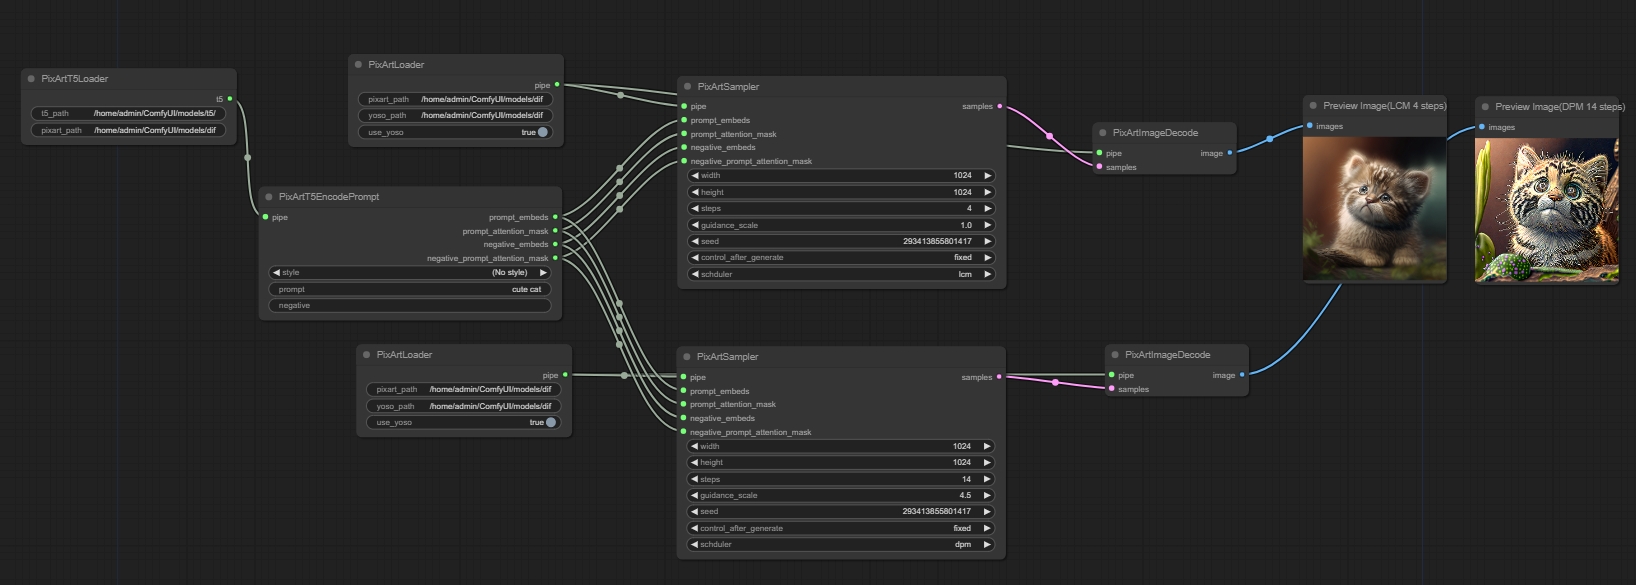 PixArtT5Loader
t5
t5_path /home/admin/ComfyUI/models/t5/
pixart_path /home/admin/ComfyUI/models/dif
PixArtLoader
pipe
pixart_path /home/admin/ComfyUI/models/dif
yoso_path /home/admin/ComfyUI/models/dif
use_yoso true
PixArtT5EncodePrompt
pipe prompt_embeds
prompt_attention_mask
negative_embeds
negative_prompt_attention_mask
style (No style)
prompt cute cat
negative
PixArtLoader
pipe
pixart_path /home/admin/ComfyUI/models/dif
yoso_path /home/admin/ComfyUI/models/dif
use_yoso true
PixArtSampler
pipe samples
prompt_embeds
prompt_attention_mask
negative_embeds
negative_prompt_attention_mask
width 1024
height 1024
steps 4
guidance_scale 1.0
seed 293413855801417
control_after_generate fixed
schduler lcm
PixArtSampler
pipe samples
prompt_embeds
prompt_attention_mask
negative_embeds
negative_prompt_attention_mask
width 1024
height 1024
steps 14
guidance_scale 4.5
seed 293413855801417
control_after_generate fixed
schduler dpm
PixArtImageDecode
pipe image
samples
PixArtImageDecode
pipe image
samples
Preview Image(LCM 4 steps)
images
Preview Image(DPM 14 steps)
images